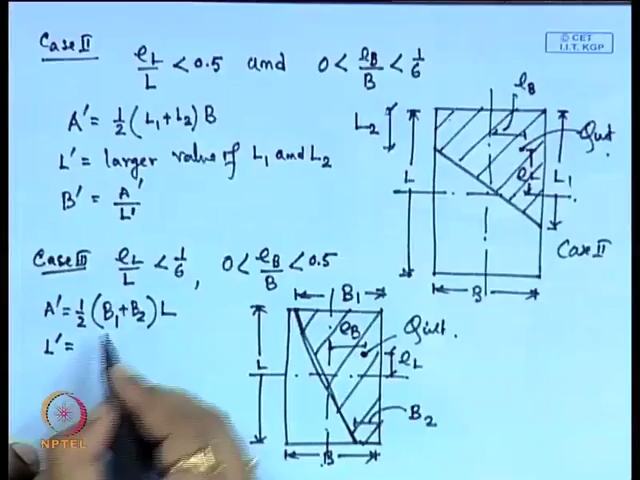 Case II
eL/L < 0.5 and 0 < eB/B < 1/6
A' = 1/2 (L1 + L2) B
L' = larger value of L1 and L2
B' = A'/L'
© CET
I.I.T. KGP
eB
L2
Qult.
L
eL
L1
Case II
B
Case III eL/L < 1/6 , 0 < eB/B < 0.5
A' = 1/2 (B1 + B2) L
L' =
B1
eB
Qult.
L
eL
B2
B
NPTEL